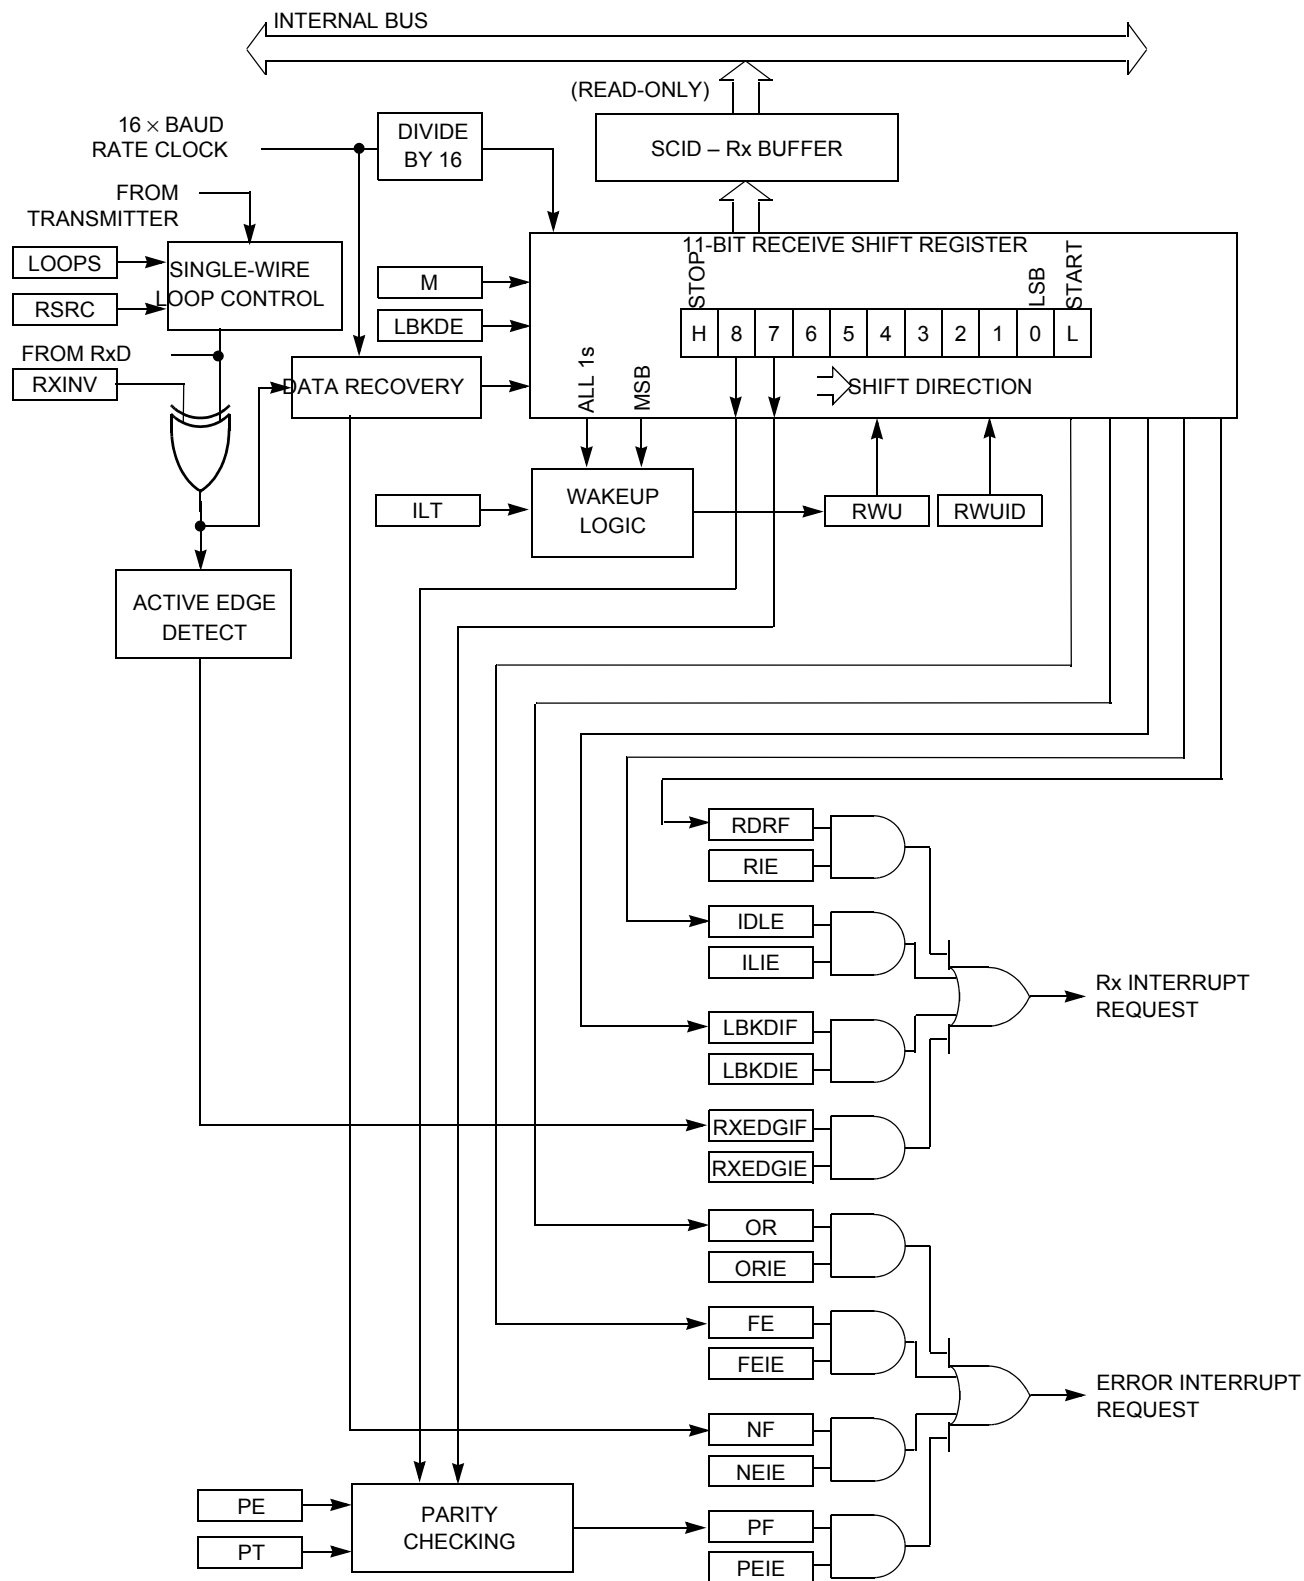 INTERNAL BUS
(READ-ONLY)
16 × BAUD
RATE CLOCK
DIVIDE
BY 16
SCID – Rx BUFFER
FROM
TRANSMITTER
11-BIT RECEIVE SHIFT REGISTER
LOOPS
RSRC
SINGLE-WIRE
LOOP CONTROL
M
LBKDE
STOP
LSB
START
H 8 7 6 5 4 3 2 1 0 L
FROM RxD
RXINV
DATA RECOVERY
ALL 1s
MSB
SHIFT DIRECTION
ILT
WAKEUP
LOGIC
RWU
RWUID
ACTIVE EDGE
DETECT
RDRF
RIE
IDLE
ILIE
Rx INTERRUPT
REQUEST
LBKDIF
LBKDIE
RXEDGIF
RXEDGIE
OR
ORIE
FE
FEIE
ERROR INTERRUPT
REQUEST
NF
NEIE
PE
PT
PARITY
CHECKING
PF
PEIE